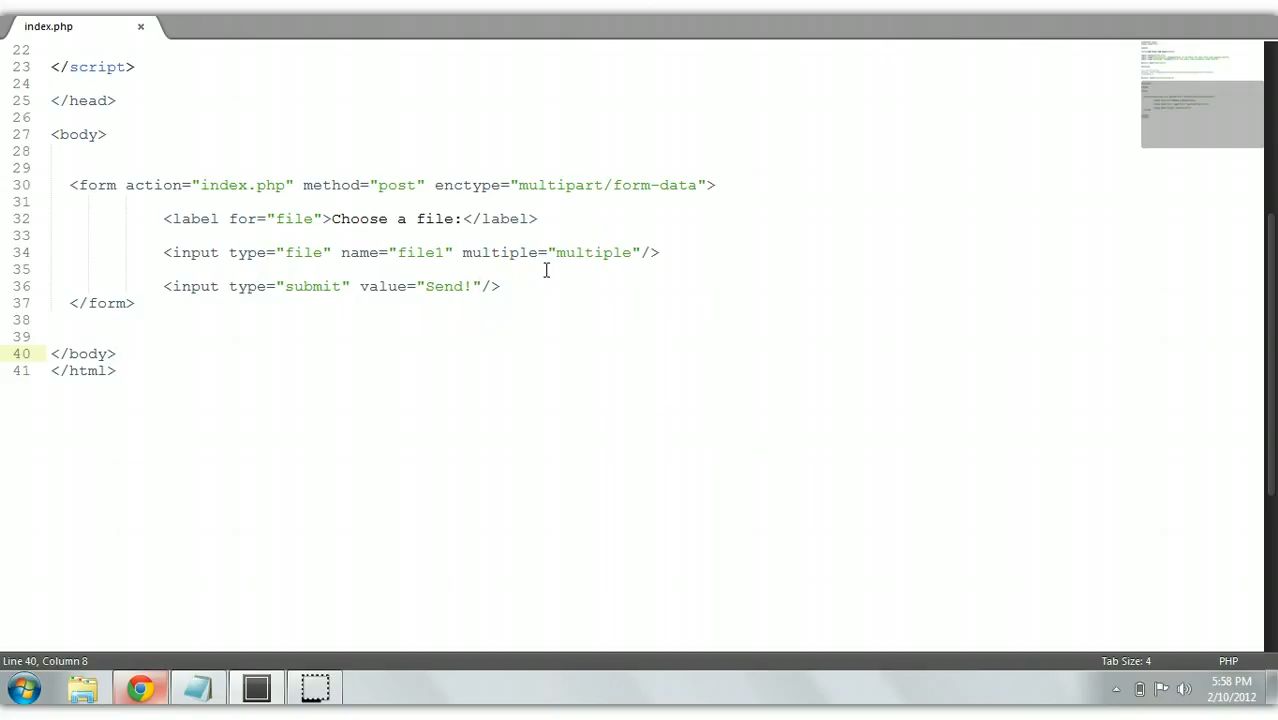 index.php ×
22
23 </script>
24
25 </head>
26
27 <body>
28
29
30 <form action="index.php" method="post" enctype="multipart/form-data">
31
32 <label for="file">Choose a file:</label>
33
34 <input type="file" name="file1" multiple="multiple"/>
35
36 <input type="submit" value="Send!"/>
37 </form>
38
39
40 </body>
41 </html>
Line 40, Column 8 Tab Size: 4 PHP
5:58 PM
2/10/2012